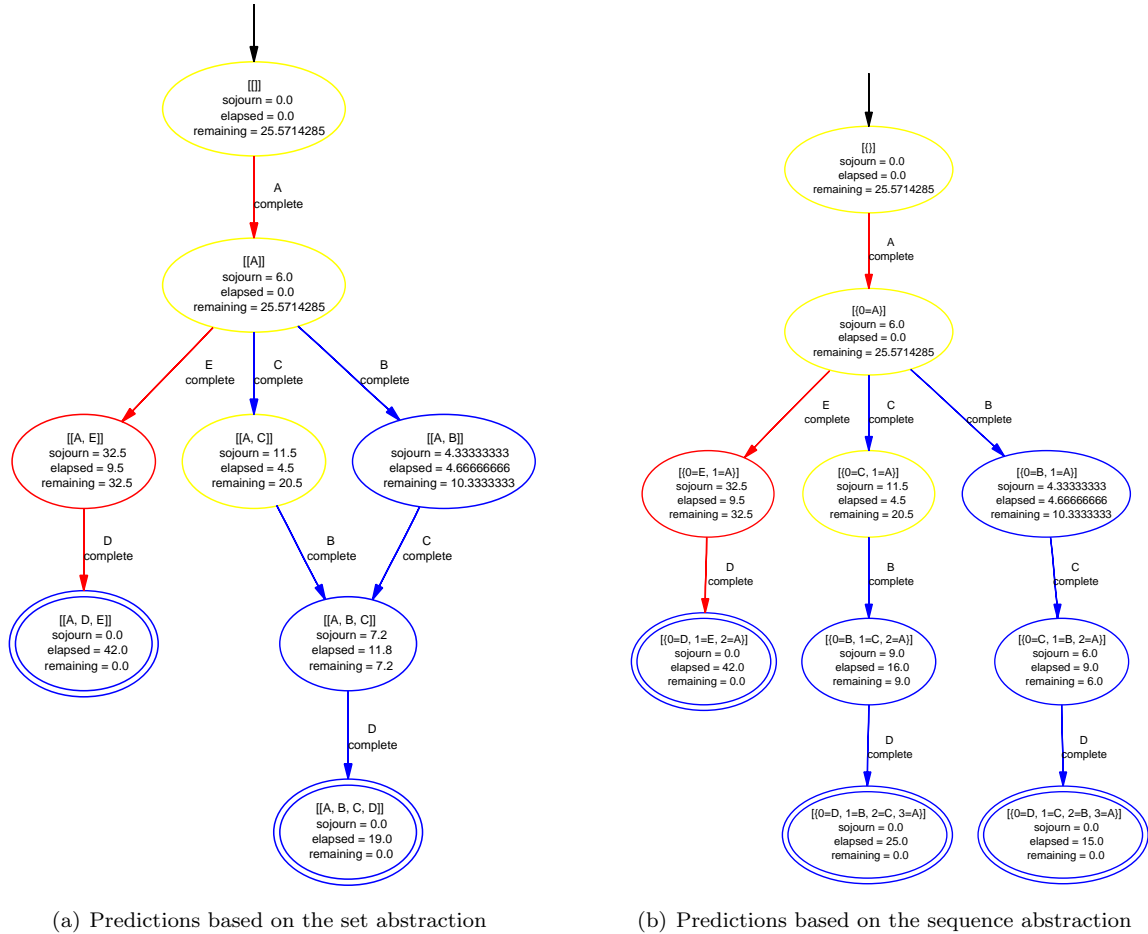 [[]]
sojourn = 0.0
elapsed = 0.0
remaining = 25.5714285
A
complete
[[A]]
sojourn = 6.0
elapsed = 0.0
remaining = 25.5714285
E
complete
C
complete
B
complete
[[A, E]]
sojourn = 32.5
elapsed = 9.5
remaining = 32.5
[[A, C]]
sojourn = 11.5
elapsed = 4.5
remaining = 20.5
[[A, B]]
sojourn = 4.33333333
elapsed = 4.66666666
remaining = 10.3333333
D
complete
B
complete
C
complete
[[A, D, E]]
sojourn = 0.0
elapsed = 42.0
remaining = 0.0
[[A, B, C]]
sojourn = 7.2
elapsed = 11.8
remaining = 7.2
D
complete
[[A, B, C, D]]
sojourn = 0.0
elapsed = 19.0
remaining = 0.0
(a) Predictions based on the set abstraction
[{}]
sojourn = 0.0
elapsed = 0.0
remaining = 25.5714285
A
complete
[{0=A}]
sojourn = 6.0
elapsed = 0.0
remaining = 25.5714285
E
complete
C
complete
B
complete
[{0=E, 1=A}]
sojourn = 32.5
elapsed = 9.5
remaining = 32.5
[{0=C, 1=A}]
sojourn = 11.5
elapsed = 4.5
remaining = 20.5
[{0=B, 1=A}]
sojourn = 4.33333333
elapsed = 4.66666666
remaining = 10.3333333
D
complete
B
complete
C
complete
[{0=D, 1=E, 2=A}]
sojourn = 0.0
elapsed = 42.0
remaining = 0.0
[{0=B, 1=C, 2=A}]
sojourn = 9.0
elapsed = 16.0
remaining = 9.0
[{0=C, 1=B, 2=A}]
sojourn = 6.0
elapsed = 9.0
remaining = 6.0
D
complete
D
complete
[{0=D, 1=B, 2=C, 3=A}]
sojourn = 0.0
elapsed = 25.0
remaining = 0.0
[{0=D, 1=C, 2=B, 3=A}]
sojourn = 0.0
elapsed = 15.0
remaining = 0.0
(b) Predictions based on the sequence abstraction